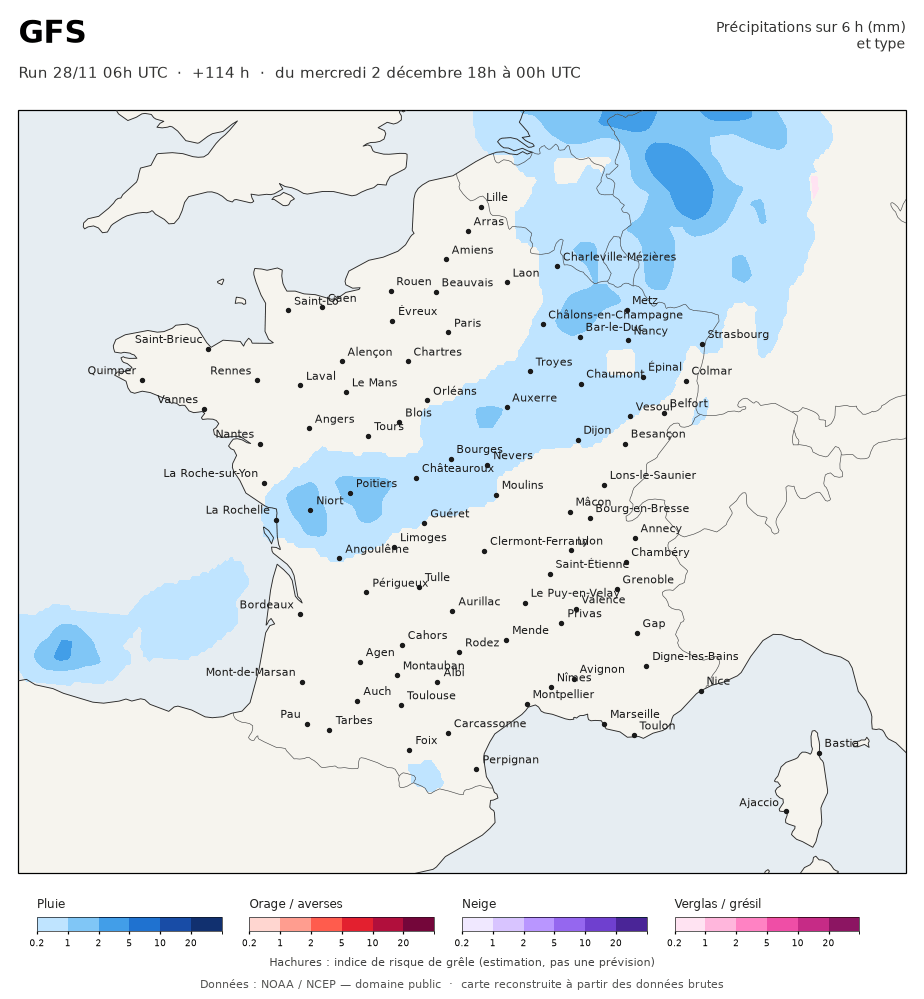 GFS
Précipitations sur 6 h (mm)
et type
Run 28/11 06h UTC · +114 h · du mercredi 2 décembre 18h à 00h UTC
Lille
Arras
Amiens
Charleville-Mézières
Laon
Rouen
Beauvais
Saint-Lô
Caen
Metz
Évreux
Châlons-en-Champagne
Paris
Bar-le-Duc
Nancy
Saint-Brieuc
Strasbourg
Alençon
Chartres
Troyes
Quimper
Rennes
Laval
Le Mans
Chaumont
Épinal
Colmar
Orléans
Vannes
Auxerre
Blois
Vesoul
Belfort
Angers
Tours
Nantes
Dijon
Besançon
Bourges
Nevers
La Roche-sur-Yon
Châteauroux
Poitiers
Moulins
Lons-le-Saunier
Niort
La Rochelle
Guéret
Mâcon
Bourg-en-Bresse
Annecy
Limoges
Angoulême
Clermont-Ferrand
Lyon
Chambéry
Saint-Étienne
Périgueux
Tulle
Grenoble
Le Puy-en-Velay
Valence
Bordeaux
Aurillac
Privas
Cahors
Rodez
Mende
Gap
Agen
Digne-les-Bains
Mont-de-Marsan
Montauban
Albi
Nîmes
Avignon
Nice
Auch
Toulouse
Montpellier
Pau
Tarbes
Carcassonne
Marseille
Toulon
Foix
Bastia
Perpignan
Ajaccio
Pluie
0.2 1 2 5 10 20
Orage / averses
0.2 1 2 5 10 20
Neige
0.2 1 2 5 10 20
Verglas / grésil
0.2 1 2 5 10 20
Hachures : indice de risque de grêle (estimation, pas une prévision)
Données : NOAA / NCEP — domaine public · carte reconstruite à partir des données brutes